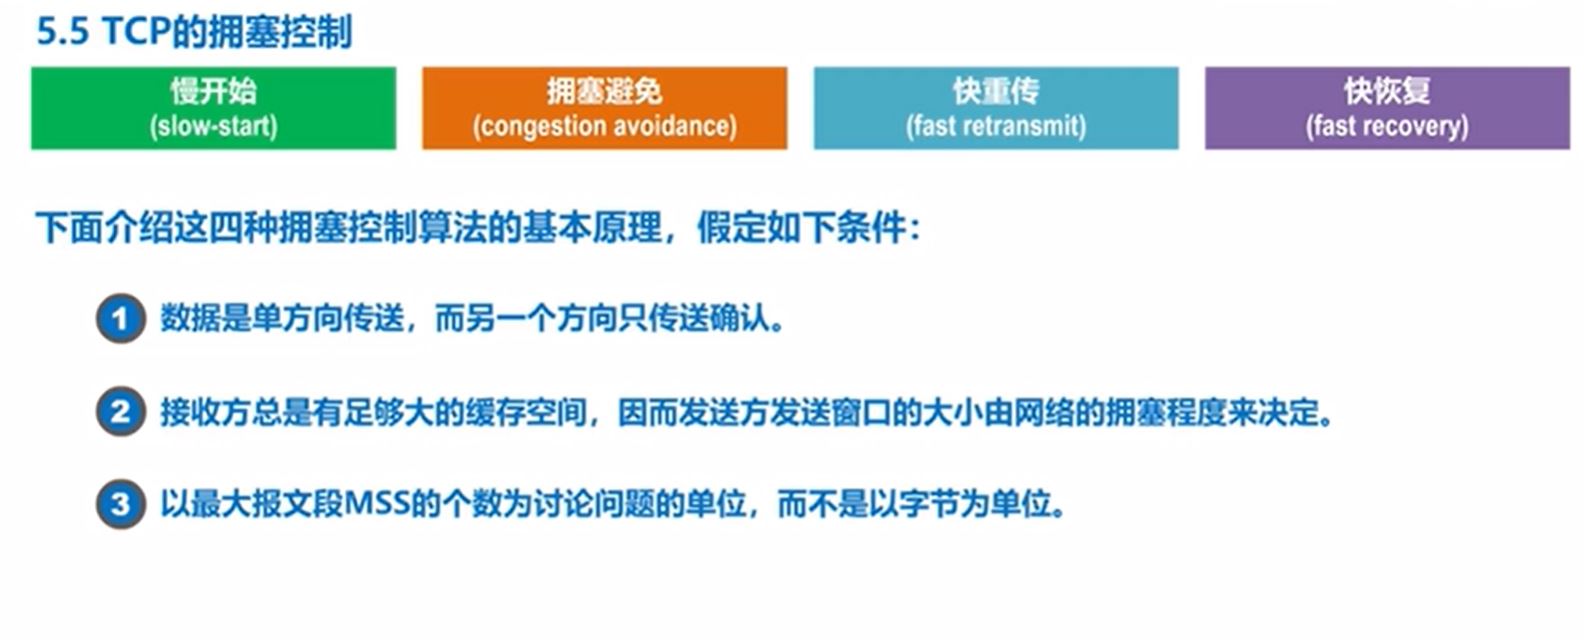 5.5 TCP的拥塞控制
慢开始
(slow-start)
拥塞避免
(congestion avoidance)
快重传
(fast retransmit)
快恢复
(fast recovery)
下面介绍这四种拥塞控制算法的基本原理，假定如下条件：
1 数据是单方向传送，而另一个方向只传送确认。
2 接收方总是有足够大的缓存空间，因而发送方发送窗口的大小由网络的拥塞程度来决定。
3 以最大报文段MSS的个数为讨论问题的单位，而不是以字节为单位。